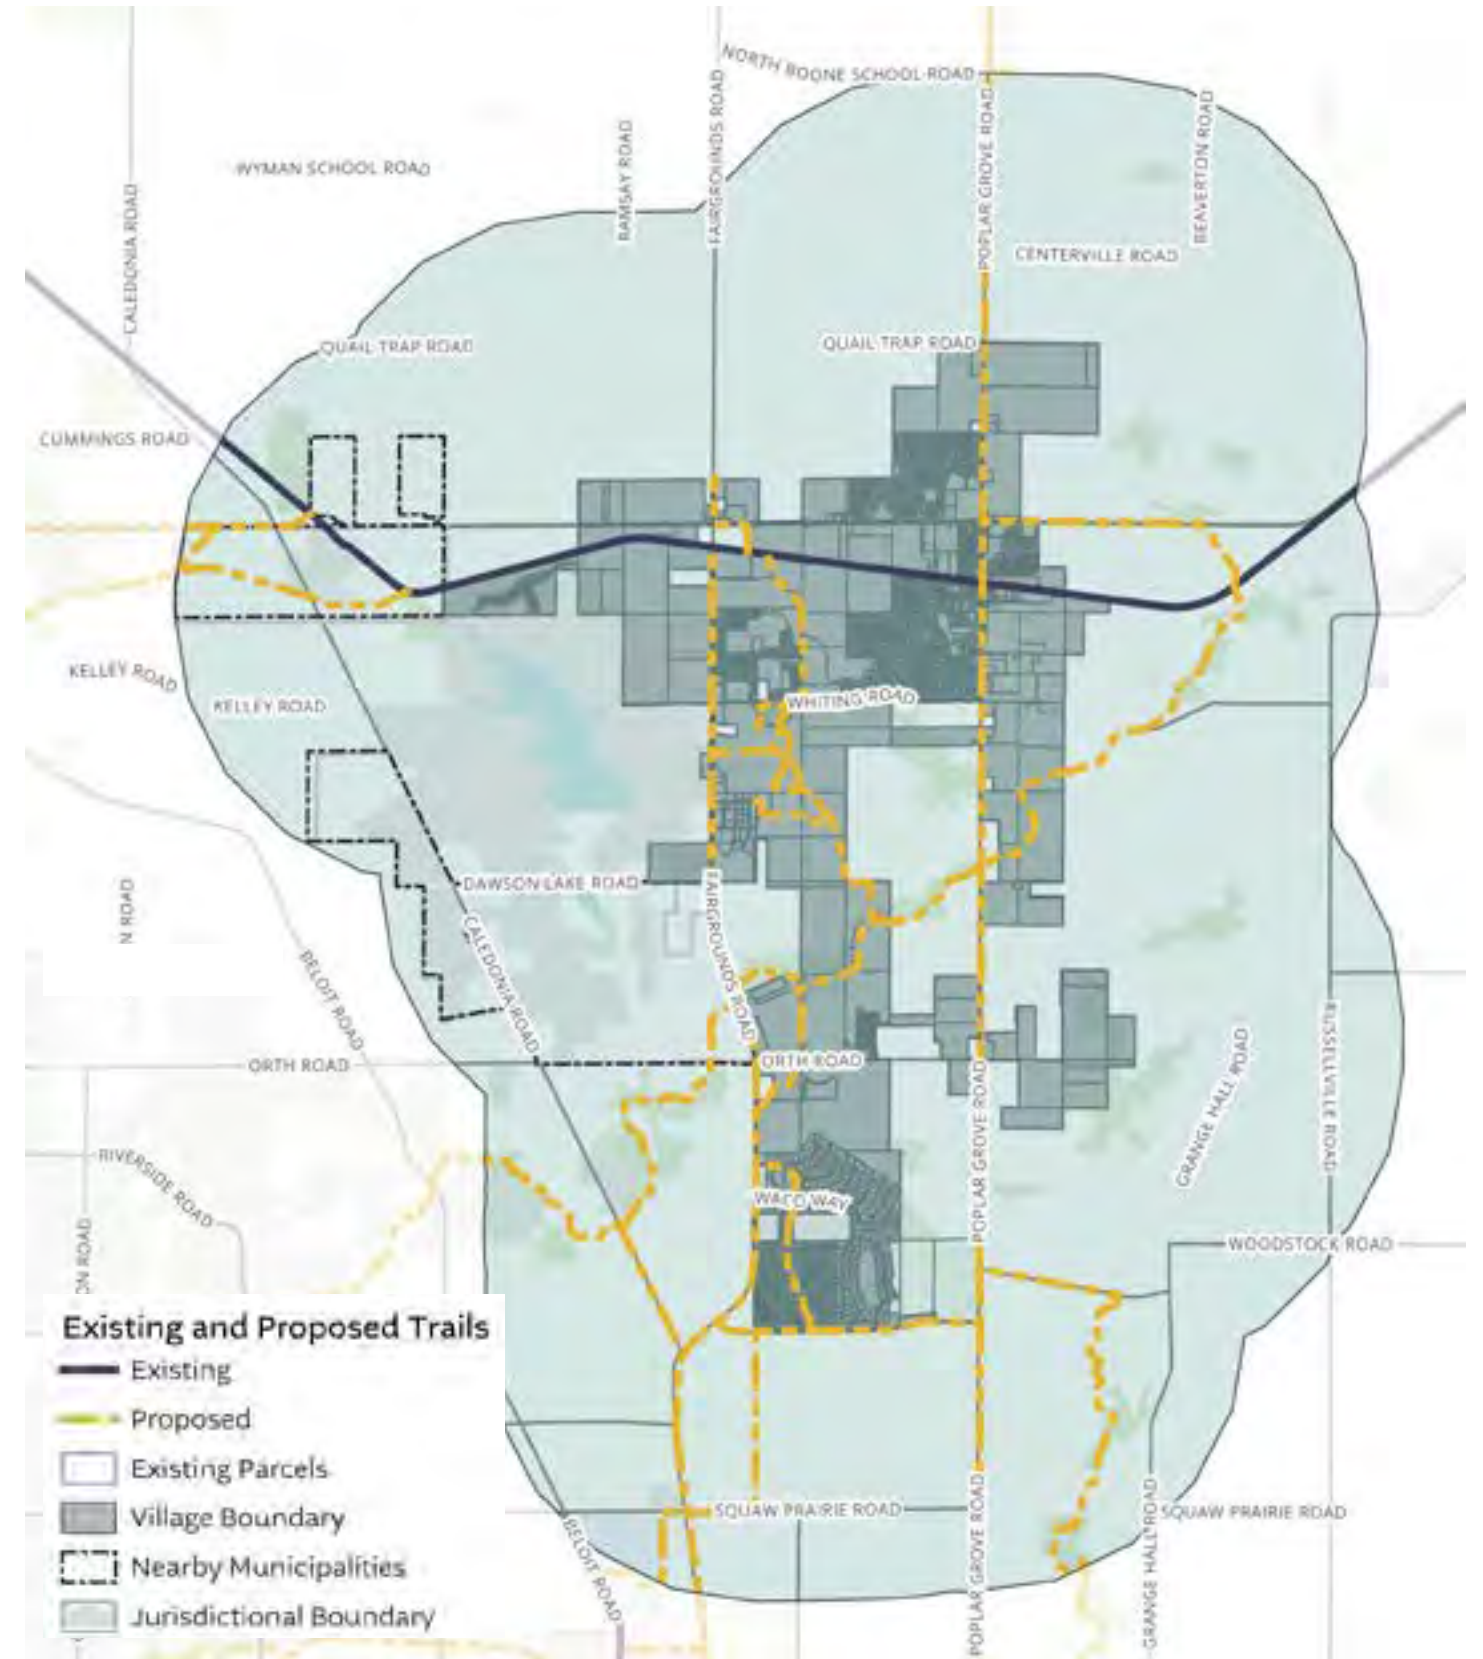 NORTH BOONE SCHOOL ROAD
WYMAN SCHOOL ROAD
CALEDONIA ROAD
RAMSAY ROAD
FAIRGROUNDS ROAD
POPLAR GROVE ROAD
BEAVERTON ROAD
CENTERVILLE ROAD
QUAIL TRAP ROAD
QUAIL TRAP ROAD
CUMMINGS ROAD
KELLEY ROAD
KELLEY ROAD
WHITING ROAD
DAWSON LAKE ROAD
N ROAD
CALEDONIA ROAD
FAIRGROUNDS ROAD
BELOIT ROAD
ORTH ROAD
ORTH ROAD
POPLAR GROVE ROAD
GRANGE HALL ROAD
RUSSELLVILLE ROAD
RIVERSIDE ROAD
WACO WAY
WOODSTOCK ROAD
ON ROAD
Existing and Proposed Trails
Existing
Proposed
Existing Parcels
Village Boundary
Nearby Municipalities
Jurisdictional Boundary
SQUAW PRAIRIE ROAD
SQUAW PRAIRIE ROAD
BELOIT ROAD
POPLAR GROVE ROAD
GRANGE HALL ROAD